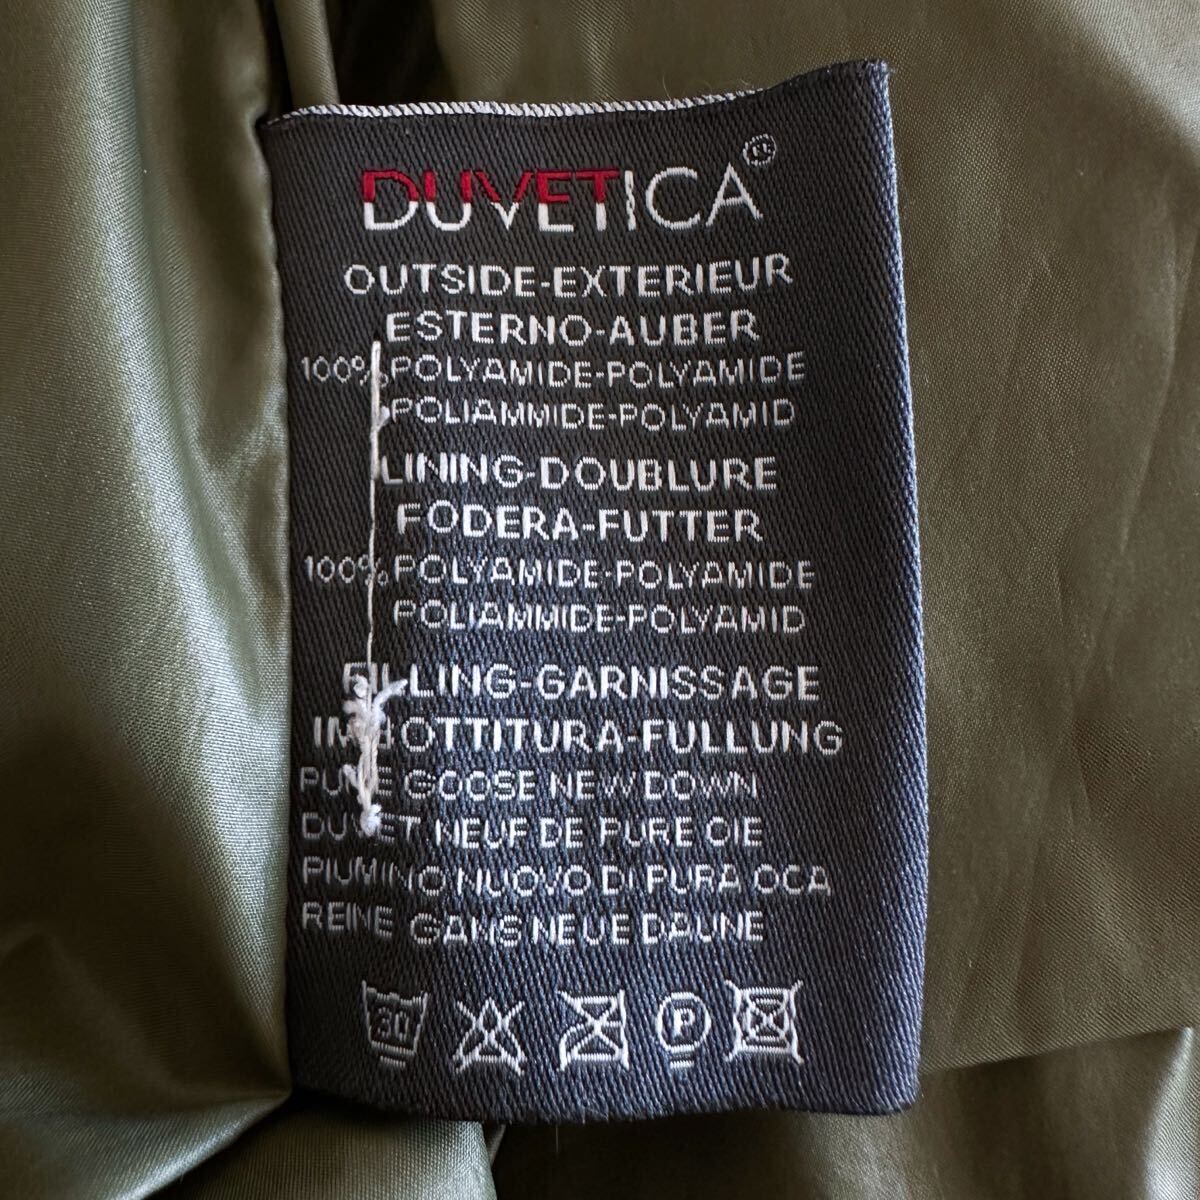 DUVETICA®
OUTSIDE-EXTERIEUR
ESTERNO-AUBER
100% POLYAMIDE-POLYAMIDE
POLIAMMIDE-POLYAMID
LINING-DOUBLURE
FODERA-FUTTER
100% POLYAMIDE-POLYAMIDE
POLIAMMIDE-POLYAMID
FILLING-GARNISSAGE
IMBOTTITURA-FULLUNG
PURE GOOSE NEW DOWN
DUVET NEUF DE PURE OIE
PIUMINO NUOVO DI PURA OCA
REINE GANS NEUE DAUNE
30 P